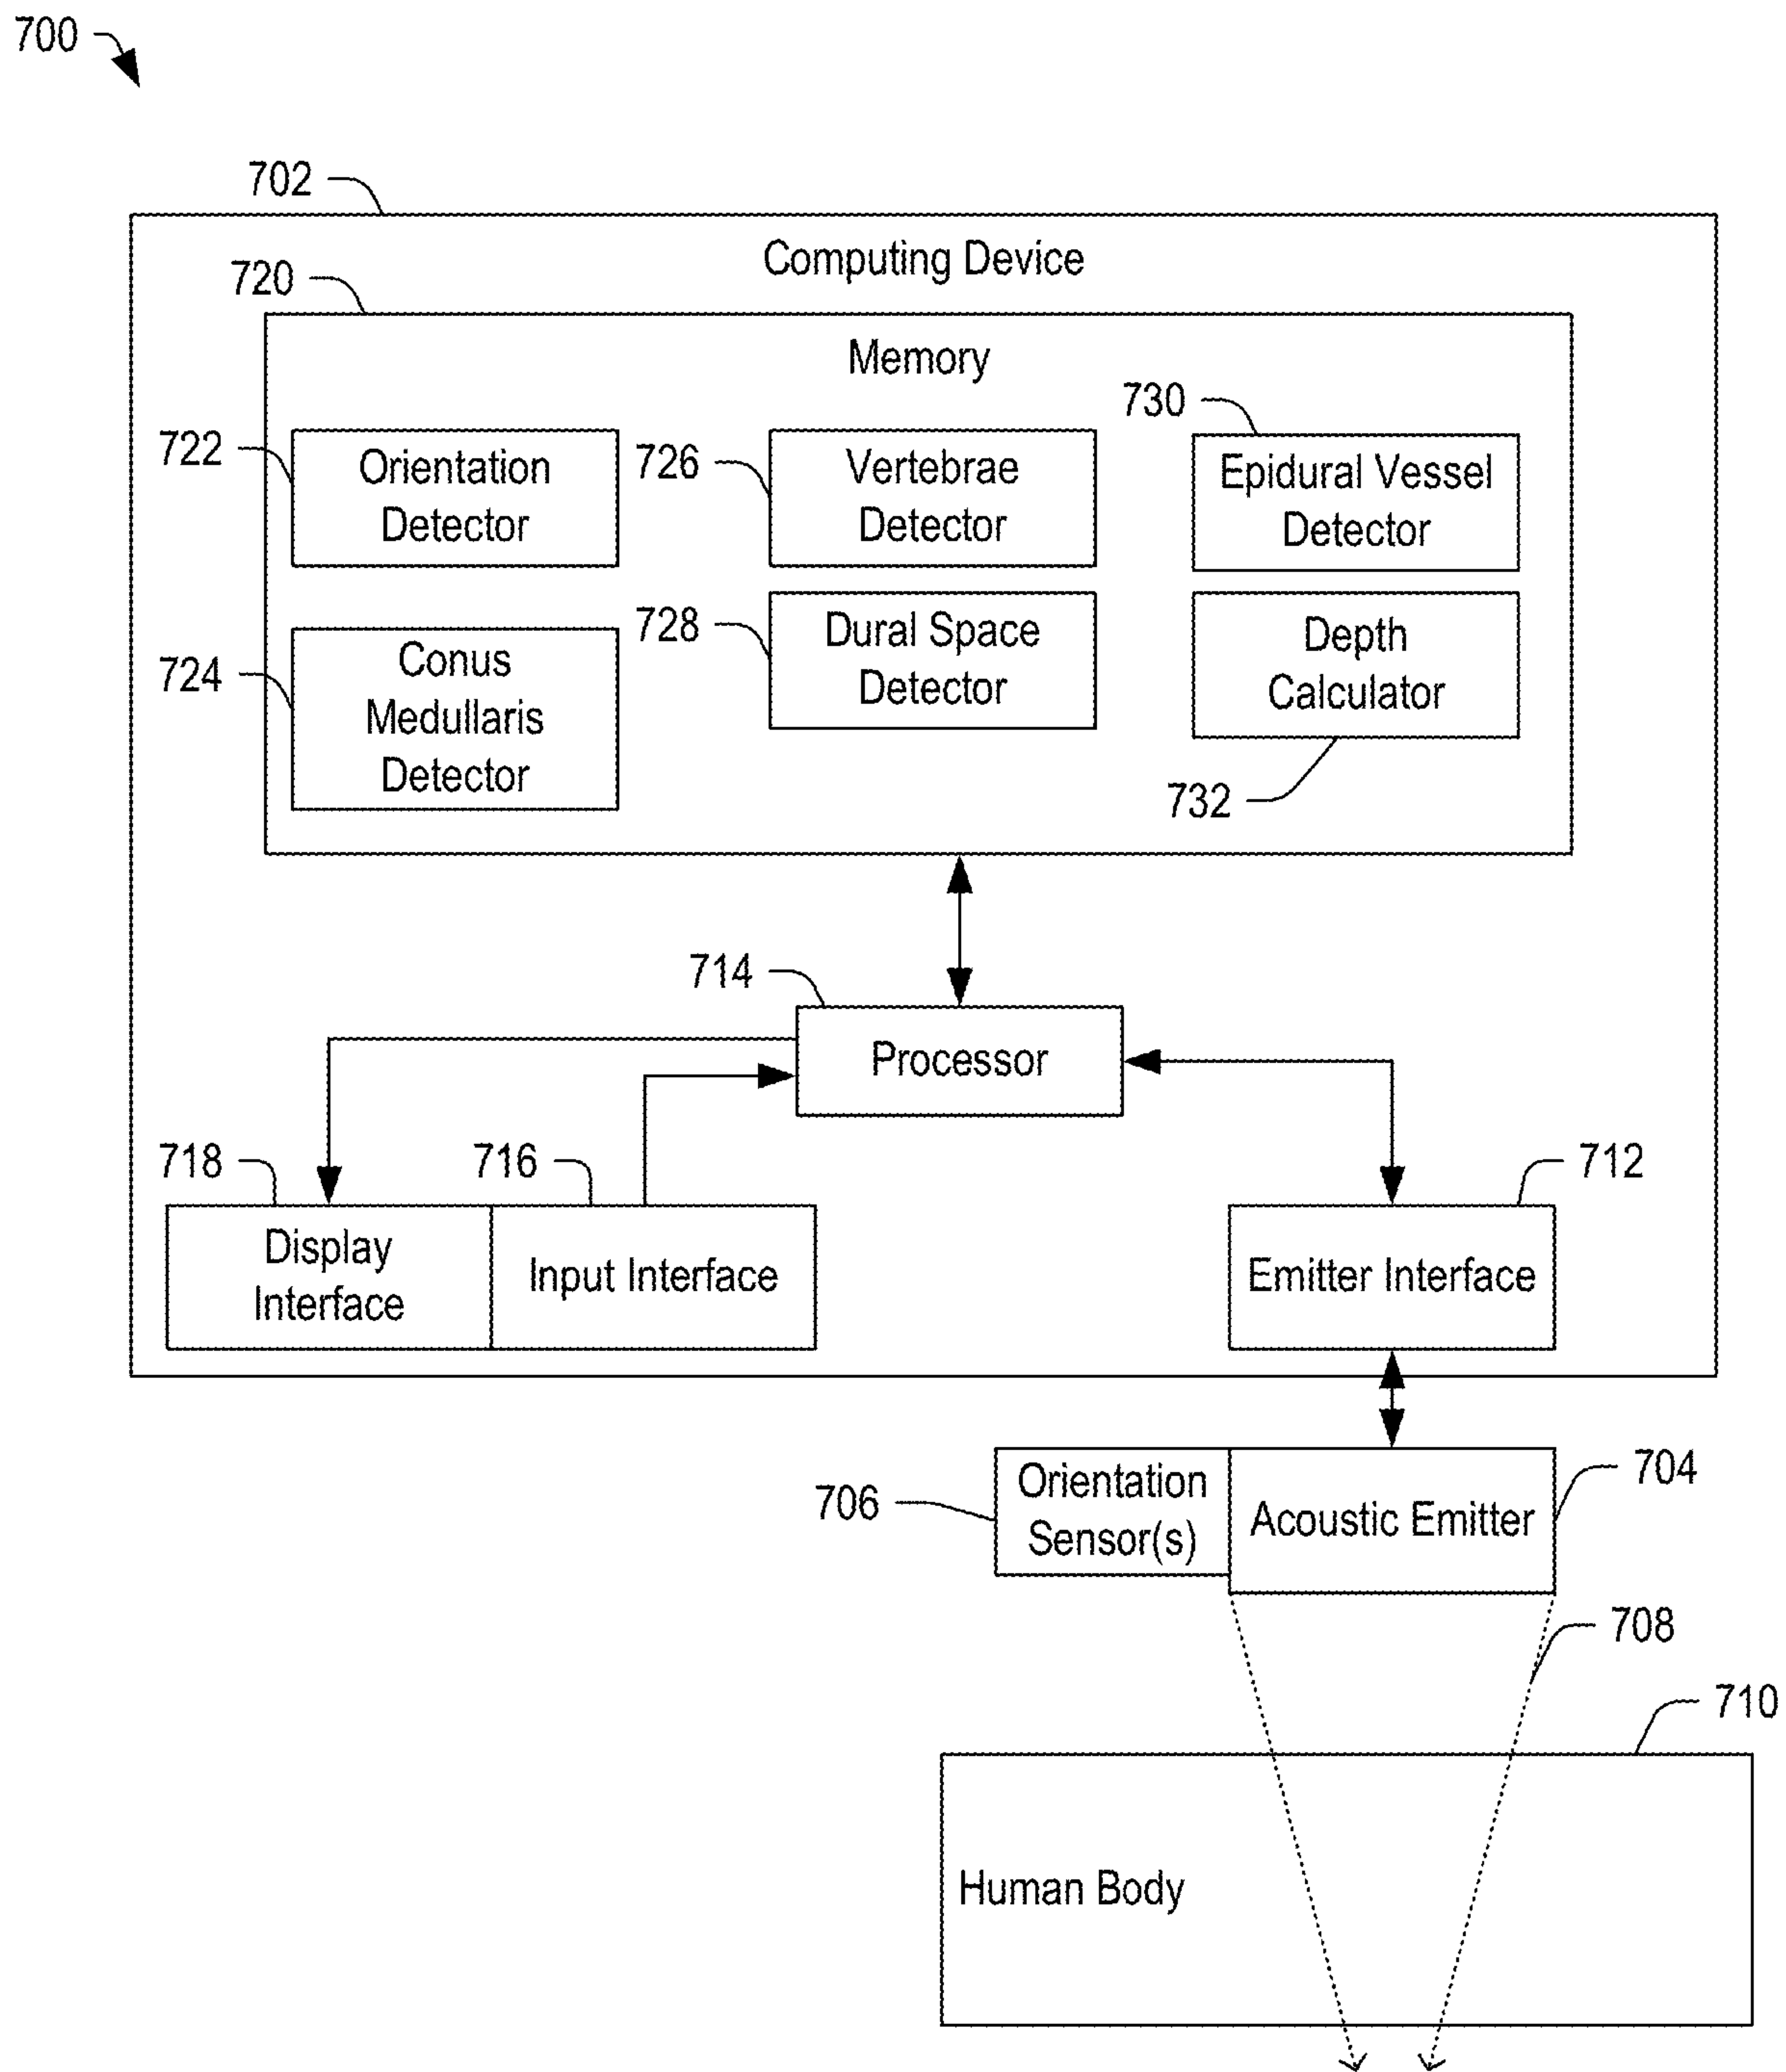 700
702
Computing Device
720
Memory
730
722
Orientation
Detector
726
Vertebrae
Detector
Epidural Vessel
Detector
724
Conus
Medullaris
Detector
728
Dural Space
Detector
Depth
Calculator
732
714
Processor
718
716
712
Display
Interface
Input Interface
Emitter Interface
706
Orientation
Sensor(s)
Acoustic Emitter
704
708
710
Human Body